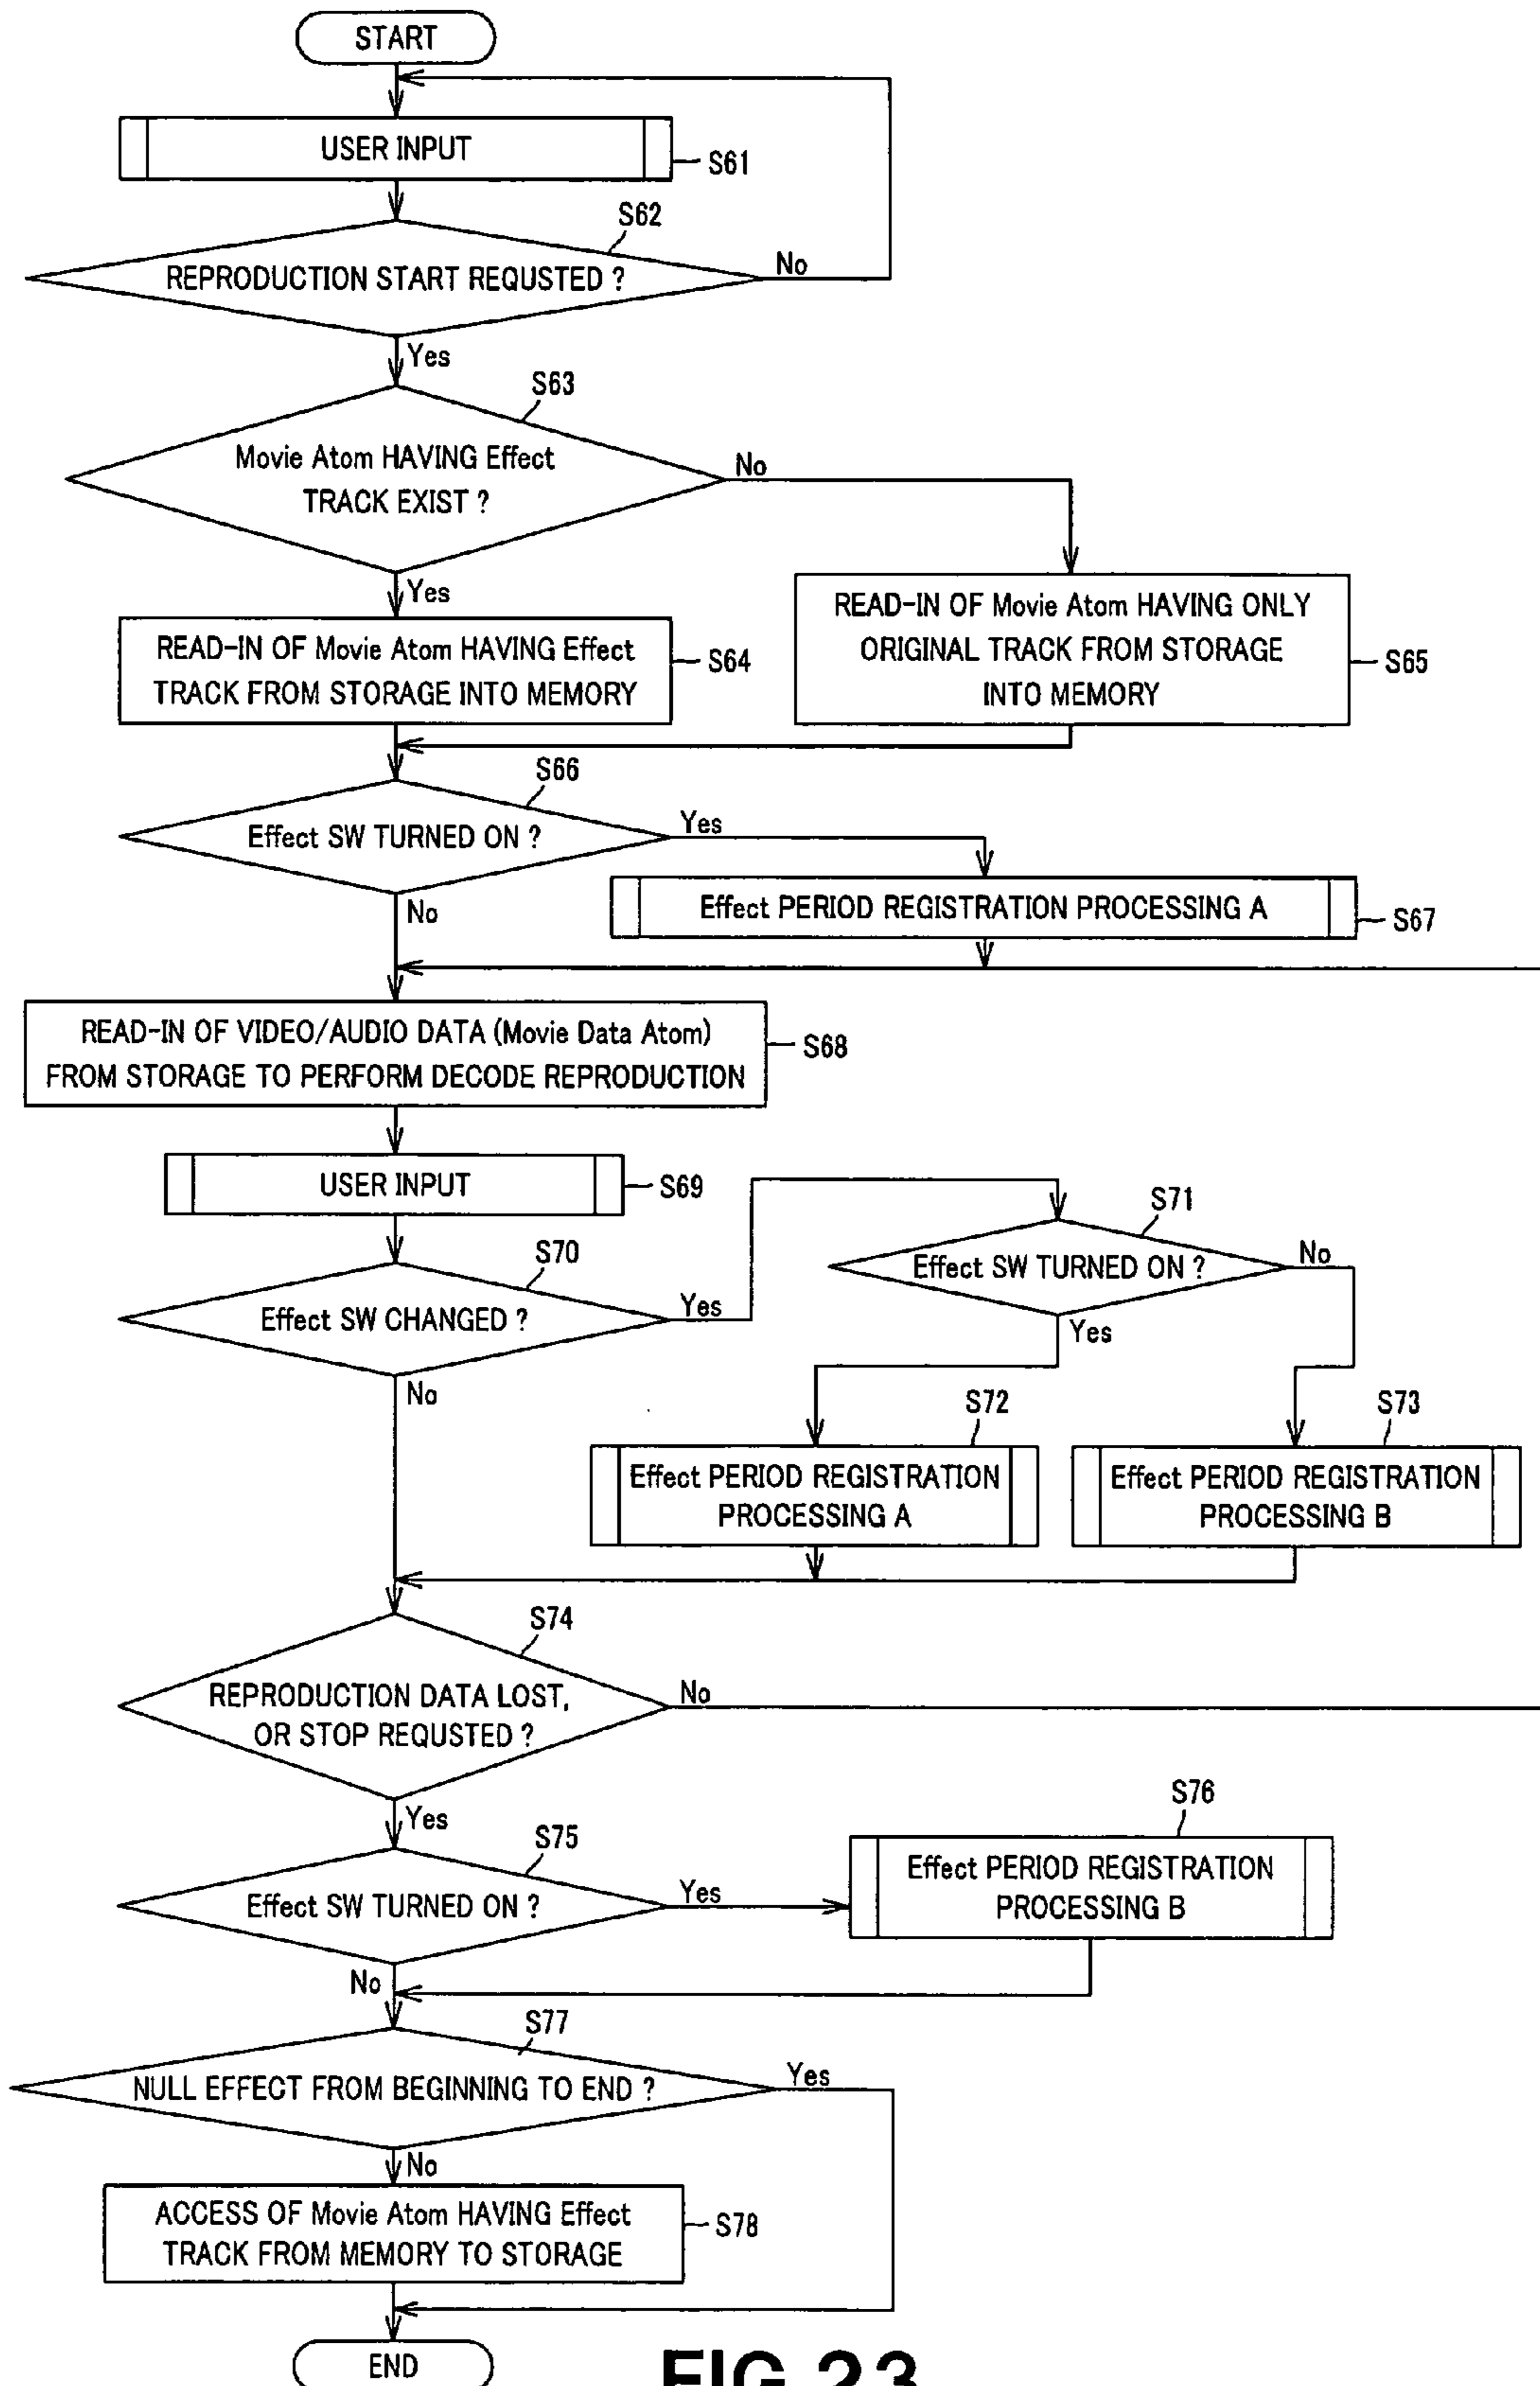 START
USER INPUT
S61
S62
REPRODUCTION START REQUSTED ?
No
Yes
S63
Movie Atom HAVING Effect
TRACK EXIST ?
No
Yes
READ-IN OF Movie Atom HAVING Effect
TRACK FROM STORAGE INTO MEMORY
S64
READ-IN OF Movie Atom HAVING ONLY
ORIGINAL TRACK FROM STORAGE
INTO MEMORY
S65
S66
Effect SW TURNED ON ?
Yes
No
Effect PERIOD REGISTRATION PROCESSING A
S67
READ-IN OF VIDEO/AUDIO DATA (Movie Data Atom)
FROM STORAGE TO PERFORM DECODE REPRODUCTION
S68
USER INPUT
S69
S70
Effect SW CHANGED ?
Yes
No
S71
Effect SW TURNED ON ?
No
Yes
S72
Effect PERIOD REGISTRATION
PROCESSING A
S73
Effect PERIOD REGISTRATION
PROCESSING B
S74
REPRODUCTION DATA LOST,
OR STOP REQUSTED ?
No
Yes
S75
Effect SW TURNED ON ?
Yes
No
S76
Effect PERIOD REGISTRATION
PROCESSING B
S77
NULL EFFECT FROM BEGINNING TO END ?
Yes
No
ACCESS OF Movie Atom HAVING Effect
TRACK FROM MEMORY TO STORAGE
S78
END
FIG.23